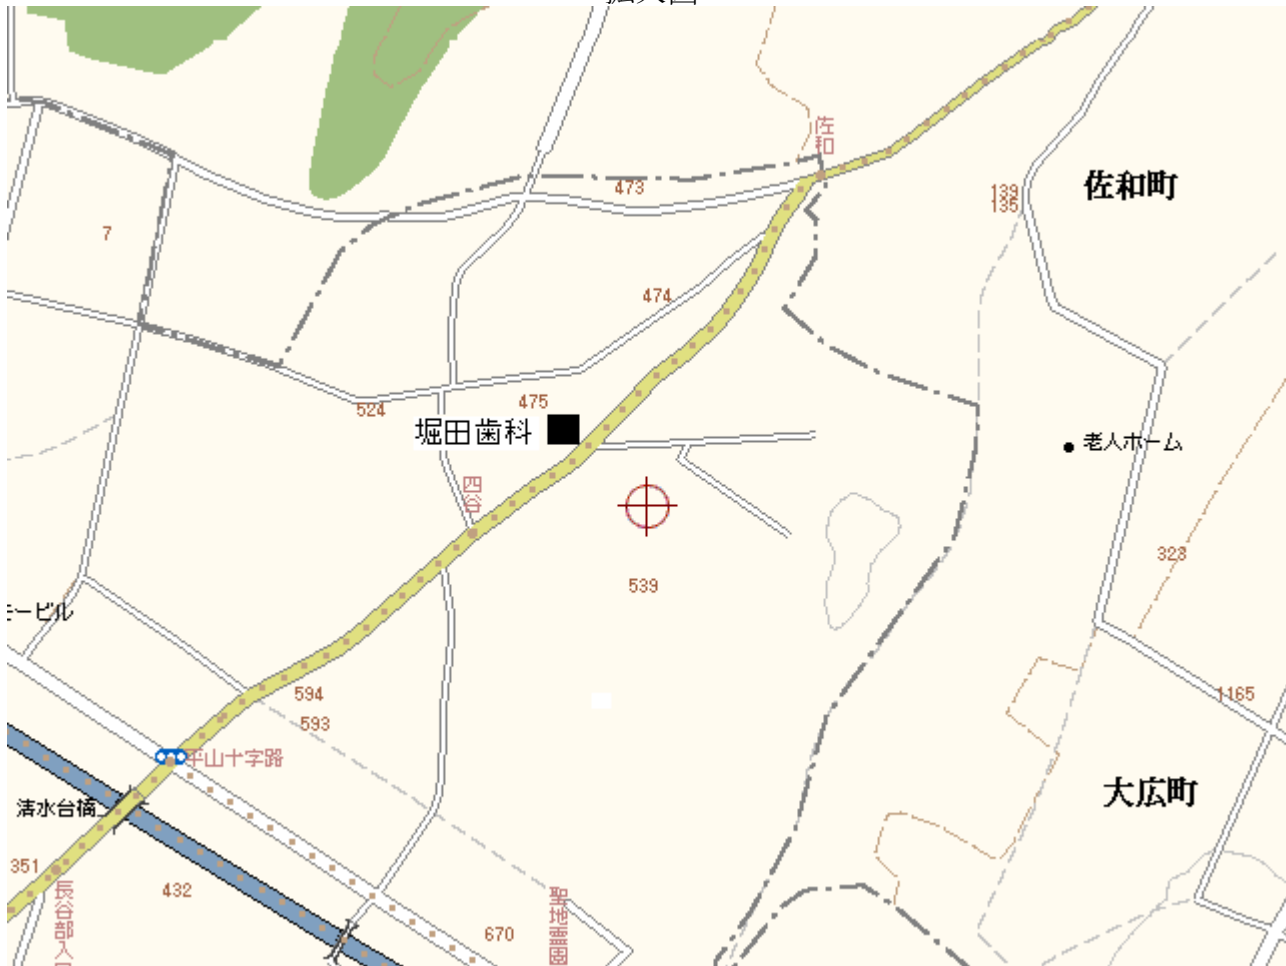 佐和
佐和町
473
139
135
7
474
475
524
堀田歯科
老人ホーム
四谷
323
539
モービル
594
1165
593
平山十字路
大広町
清水台橋
351
432
長谷部入口
聖地霊園
670